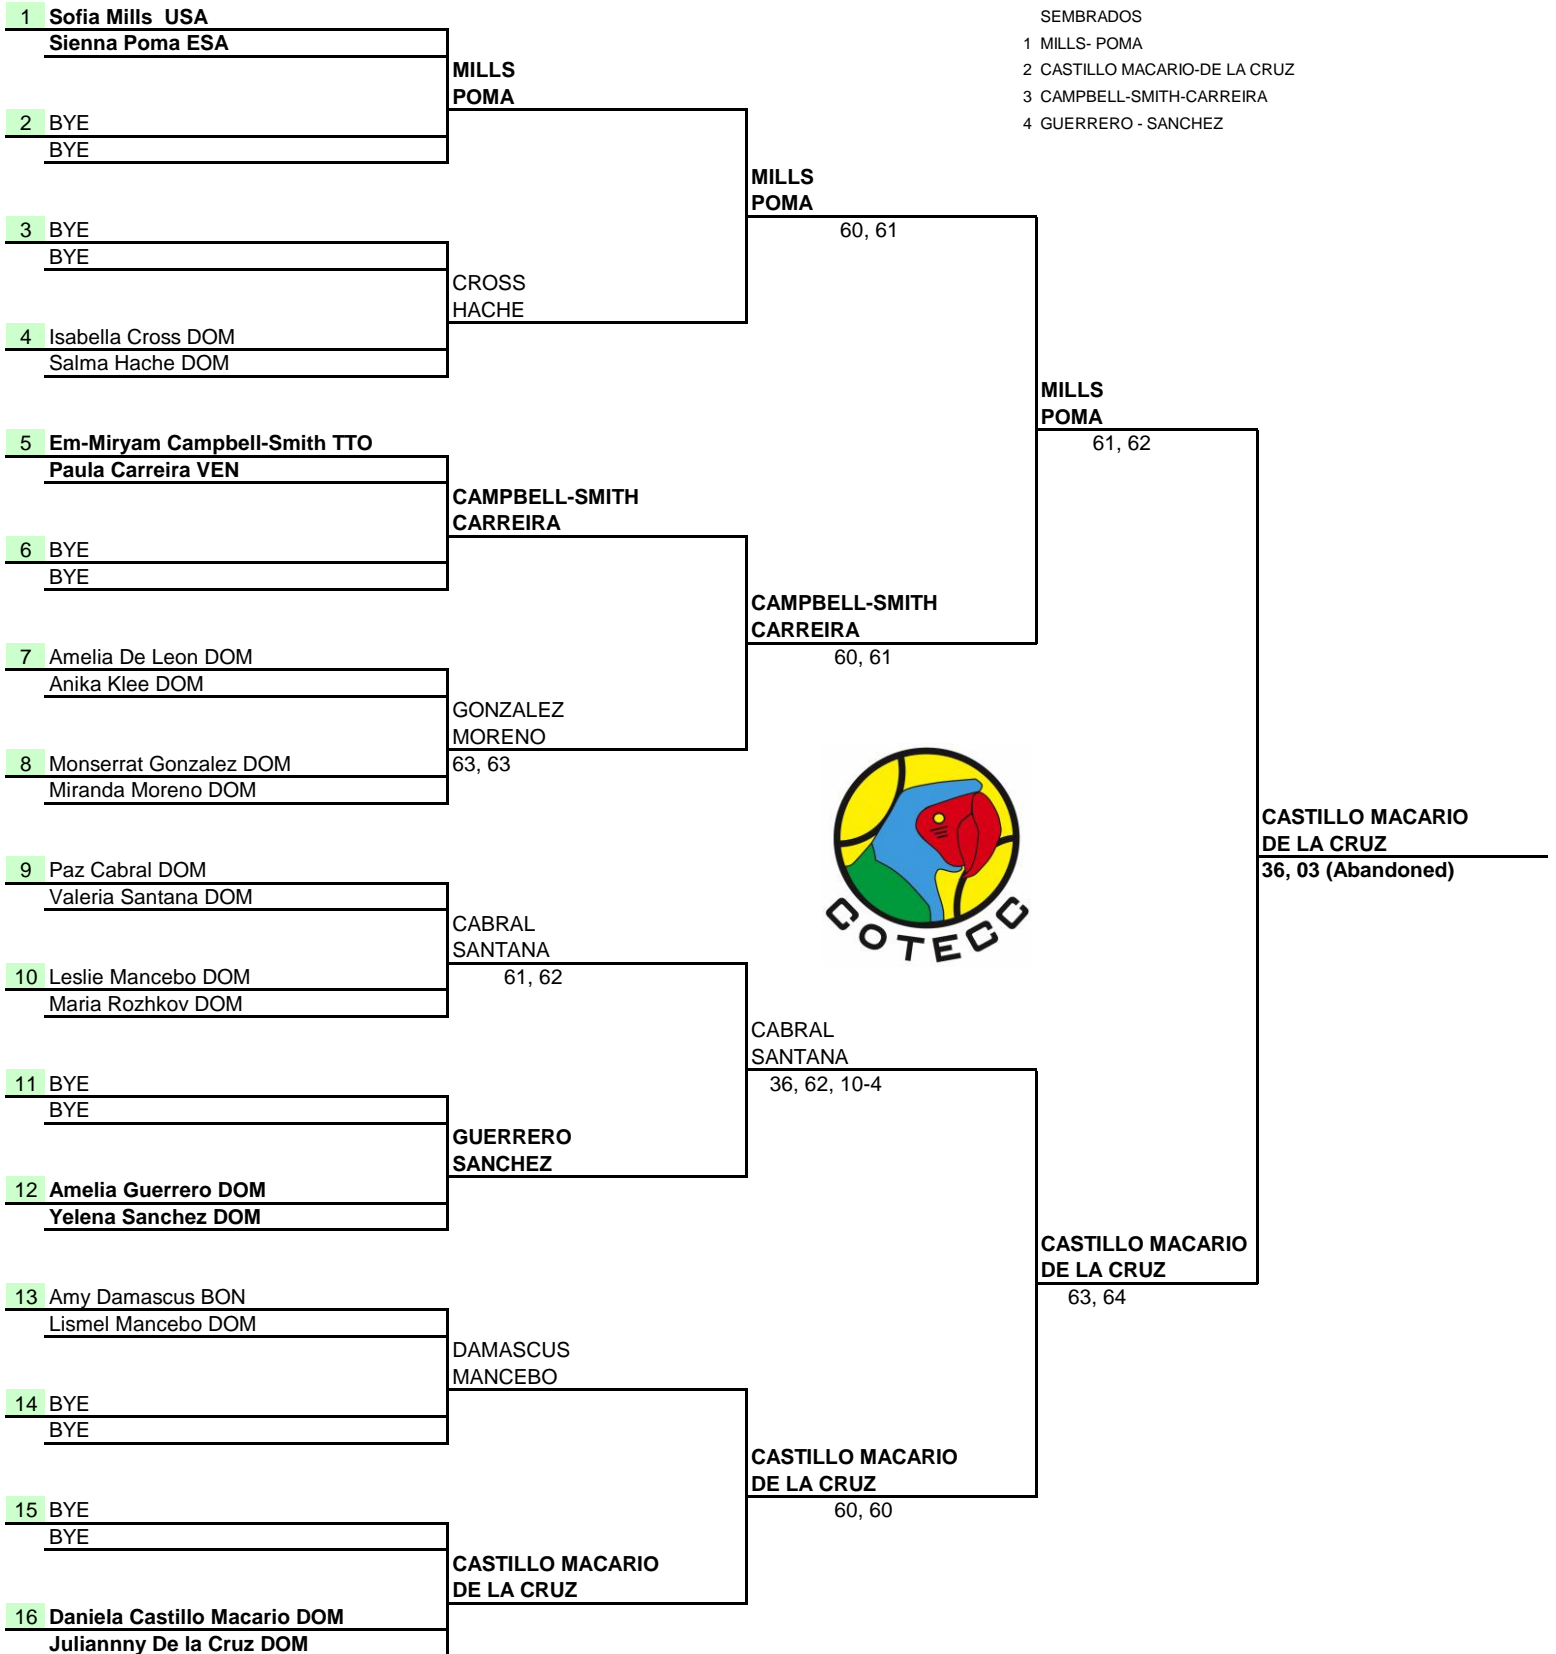 1 Sofia Mills  USA
Sienna Poma ESA
MILLS
POMA
2 BYE
BYE
SEMBRADOS
1 MILLS- POMA
2 CASTILLO MACARIO-DE LA CRUZ
3 CAMPBELL-SMITH-CARREIRA
4 GUERRERO - SANCHEZ
MILLS
POMA
60, 61
3 BYE
BYE
CROSS
HACHE
4 Isabella Cross DOM
Salma Hache DOM
MILLS
POMA
61, 62
5 Em-Miryam Campbell-Smith TTO
Paula Carreira VEN
CAMPBELL-SMITH
CARREIRA
6 BYE
BYE
CAMPBELL-SMITH
CARREIRA
60, 61
7 Amelia De Leon DOM
Anika Klee DOM
GONZALEZ
MORENO
63, 63
8 Monserrat Gonzalez DOM
Miranda Moreno DOM
COTECC
CASTILLO MACARIO
DE LA CRUZ
36, 03 (Abandoned)
9 Paz Cabral DOM
Valeria Santana DOM
CABRAL
SANTANA
61, 62
10 Leslie Mancebo DOM
Maria Rozhkov DOM
CABRAL
SANTANA
36, 62, 10-4
11 BYE
BYE
GUERRERO
SANCHEZ
12 Amelia Guerrero DOM
Yelena Sanchez DOM
CASTILLO MACARIO
DE LA CRUZ
63, 64
13 Amy Damascus BON
Lismel Mancebo DOM
DAMASCUS
MANCEBO
14 BYE
BYE
CASTILLO MACARIO
DE LA CRUZ
60, 60
15 BYE
BYE
CASTILLO MACARIO
DE LA CRUZ
16 Daniela Castillo Macario DOM
Juliannny De la Cruz DOM